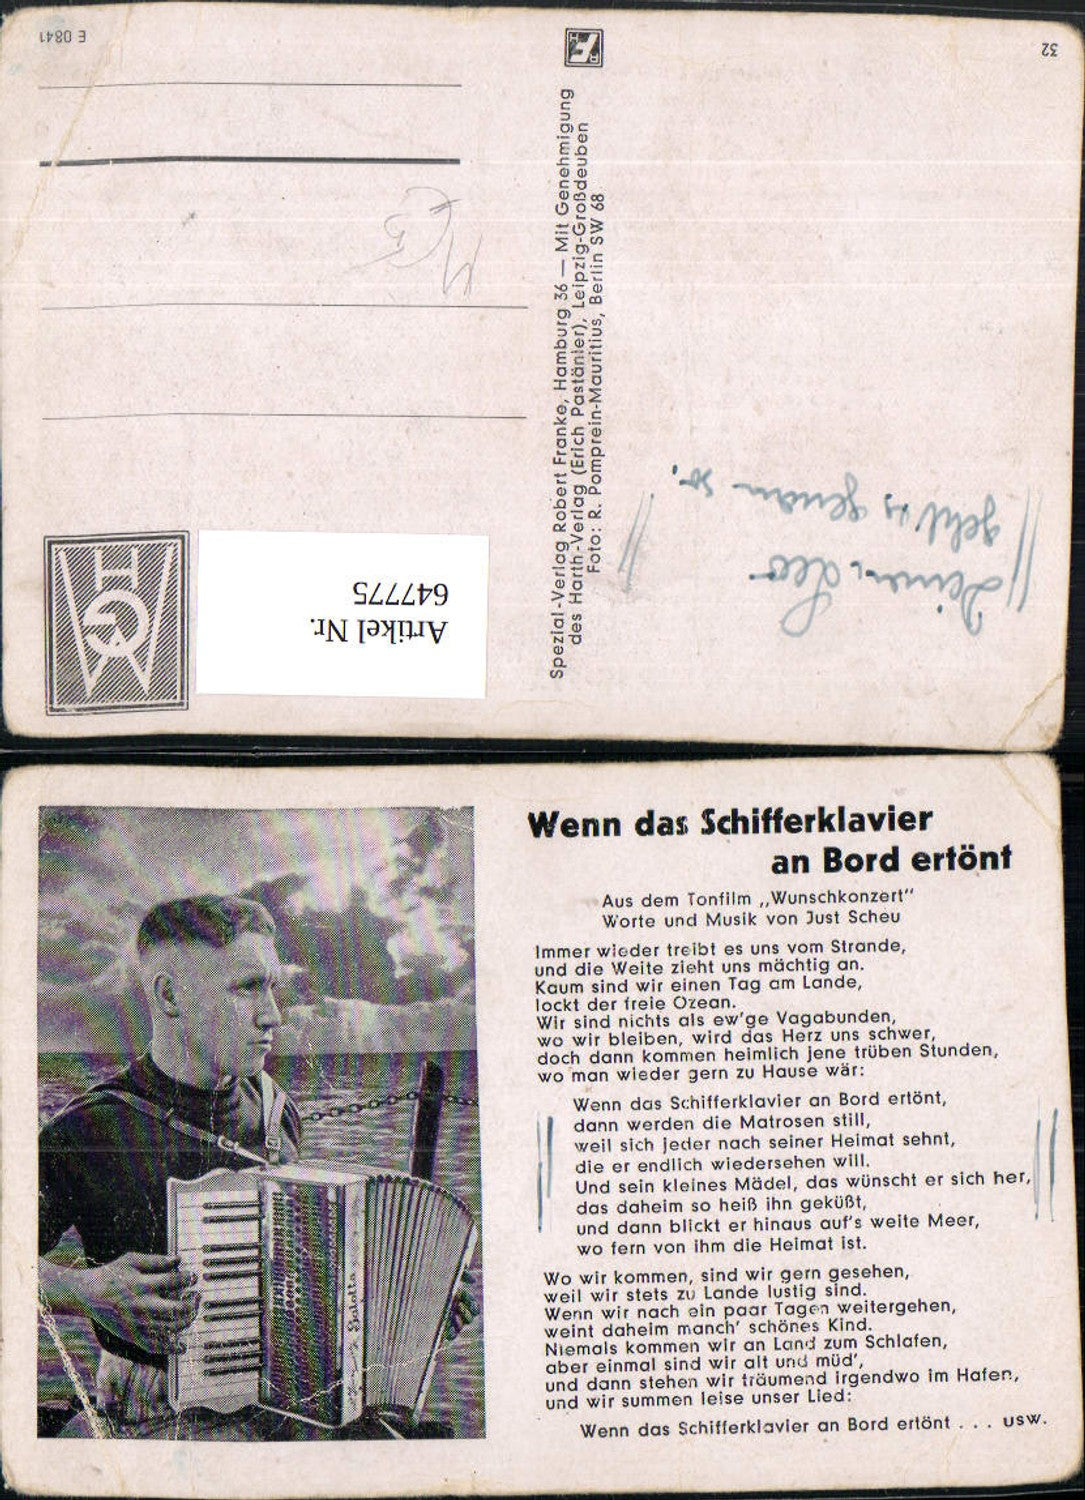 E 0841
32
Spezial-Verlag Robert Franke, Hamburg 36 — Mit Genehmigung
des Harth-Verlag (Erich Pastänier), Leipzig-Großdeuben
Foto: R. Pomprein-Mauritius, Berlin SW 68
Deinem Leo
geht es genau so.
Artikel Nr.
647775
Wenn das Schifferklavier
an Bord ertönt
Aus dem Tonfilm „Wunschkonzert“
Worte und Musik von Just Scheu
Immer wieder treibt es uns vom Strande,
und die Weite zieht uns mächtig an.
Kaum sind wir einen Tag am Lande,
lockt der freie Ozean.
Wir sind nichts als ew'ge Vagabunden,
wo wir bleiben, wird das Herz uns schwer,
doch dann kommen heimlich jene trüben Stunden,
wo man wieder gern zu Hause wär:
Wenn das Schifferklavier an Bord ertönt,
dann werden die Matrosen still,
weil sich jeder nach seiner Heimat sehnt,
die er endlich wiedersehen will.
Und sein kleines Mädel, das wünscht er sich her,
das daheim so heiß ihn geküßt,
und dann blickt er hinaus auf's weite Meer,
wo fern von ihm die Heimat ist.
Wo wir kommen, sind wir gern gesehen,
weil wir stets zu Lande lustig sind.
Wenn wir nach ein paar Tagen weitergehen,
weint daheim manch' schönes Kind.
Niemals kommen wir an Land zum Schlafen,
aber einmal sind wir alt und müd',
und dann stehen wir träumend irgendwo im Hafen,
und wir summen leise unser Lied:
Wenn das Schifferklavier an Bord ertönt . . . usw.